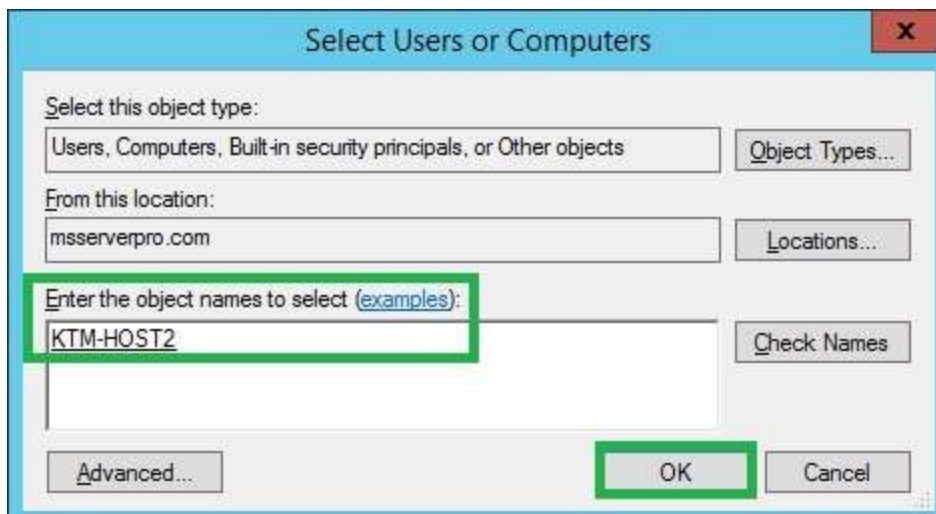 Select Users or Computers
x
Select this object type:
Users, Computers, Built-in security principals, or Other objects
Object Types...
From this location:
msserverpro.com
Locations...
Enter the object names to select (examples):
KTM-HOST2
Check Names
Advanced...
OK
Cancel